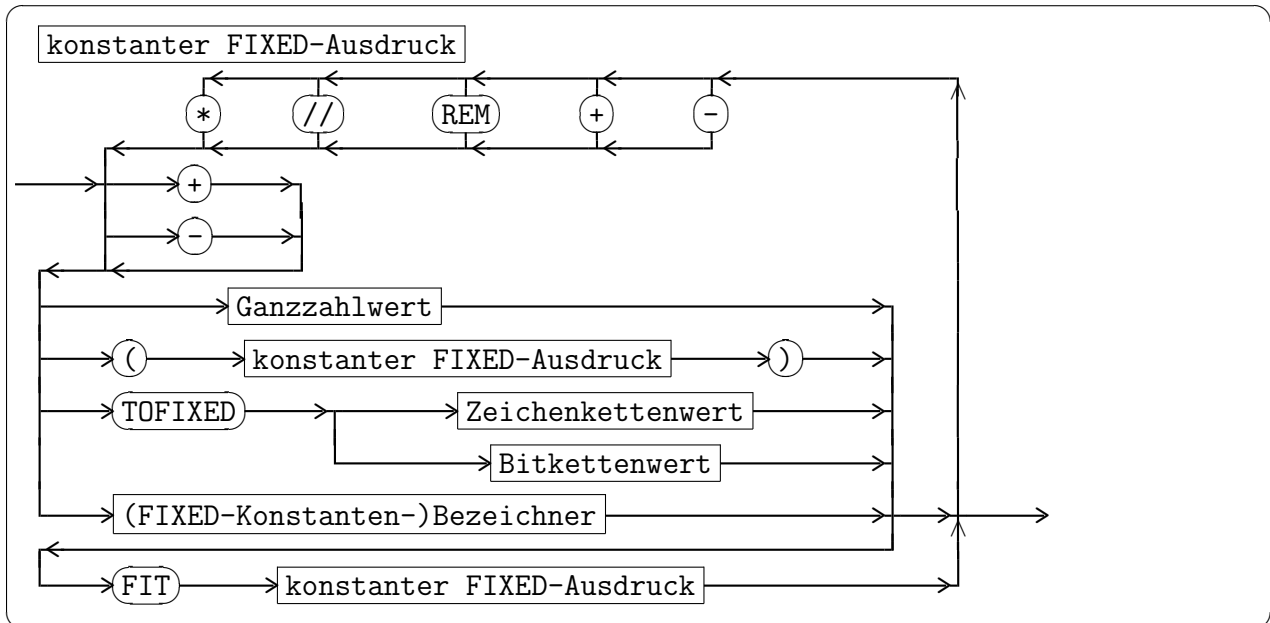 konstanter FIXED-Ausdruck
* // REM + -
+
-
Ganzzahlwert
( konstanter FIXED-Ausdruck )
TOFIXED Zeichenkettenwert
Bitkettenwert
(FIXED-Konstanten-)Bezeichner
FIT konstanter FIXED-Ausdruck